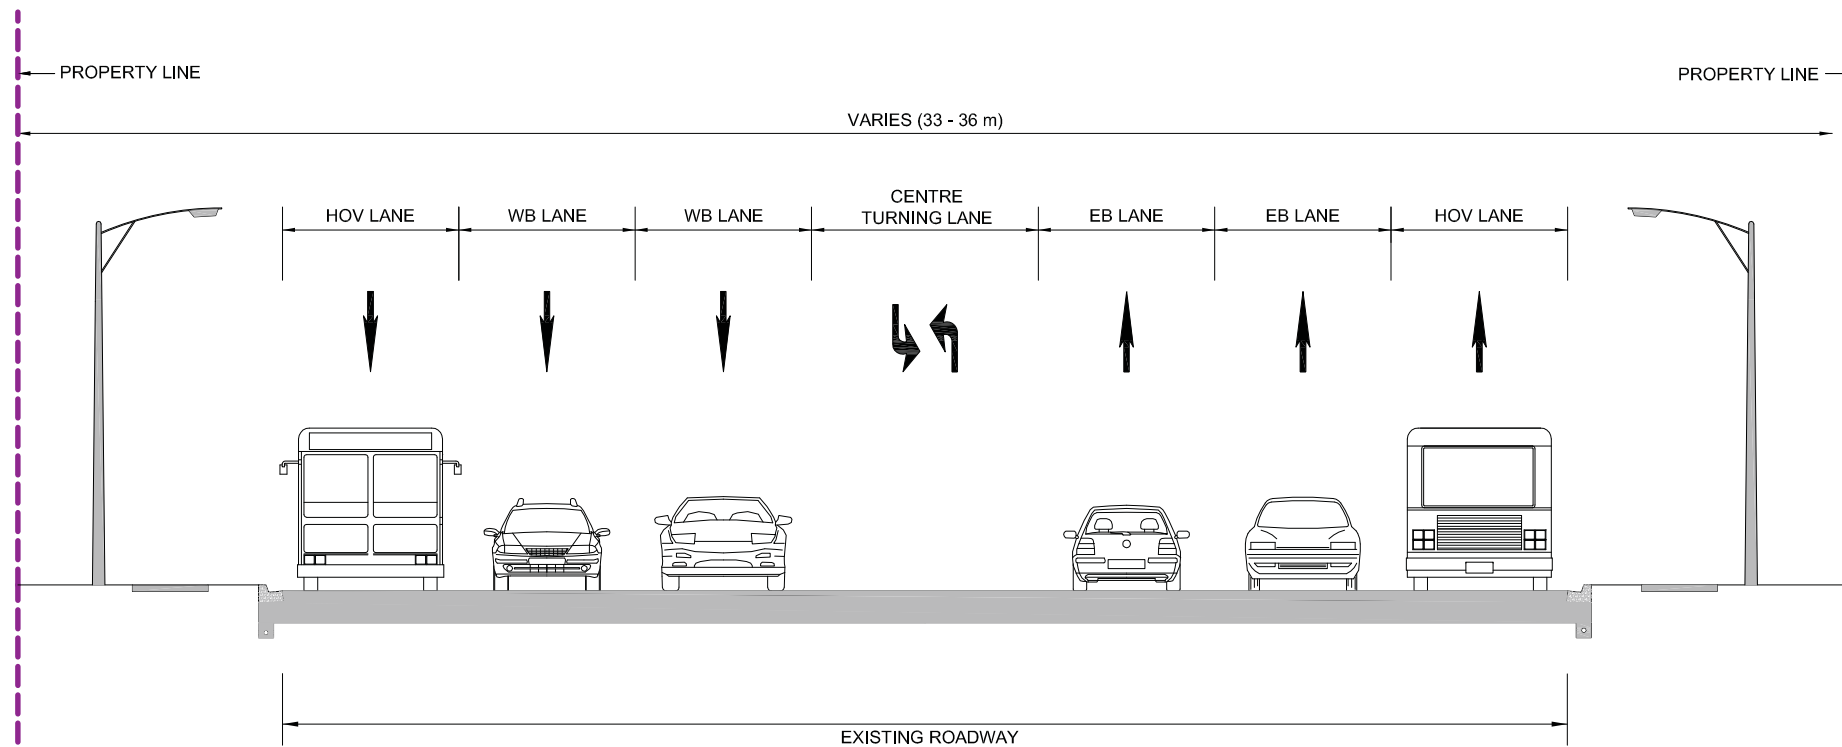 PROPERTY LINE
PROPERTY LINE
VARIES (33 - 36 m)
HOV LANE
WB LANE
WB LANE
CENTRE
TURNING LANE
EB LANE
EB LANE
HOV LANE
EXISTING ROADWAY